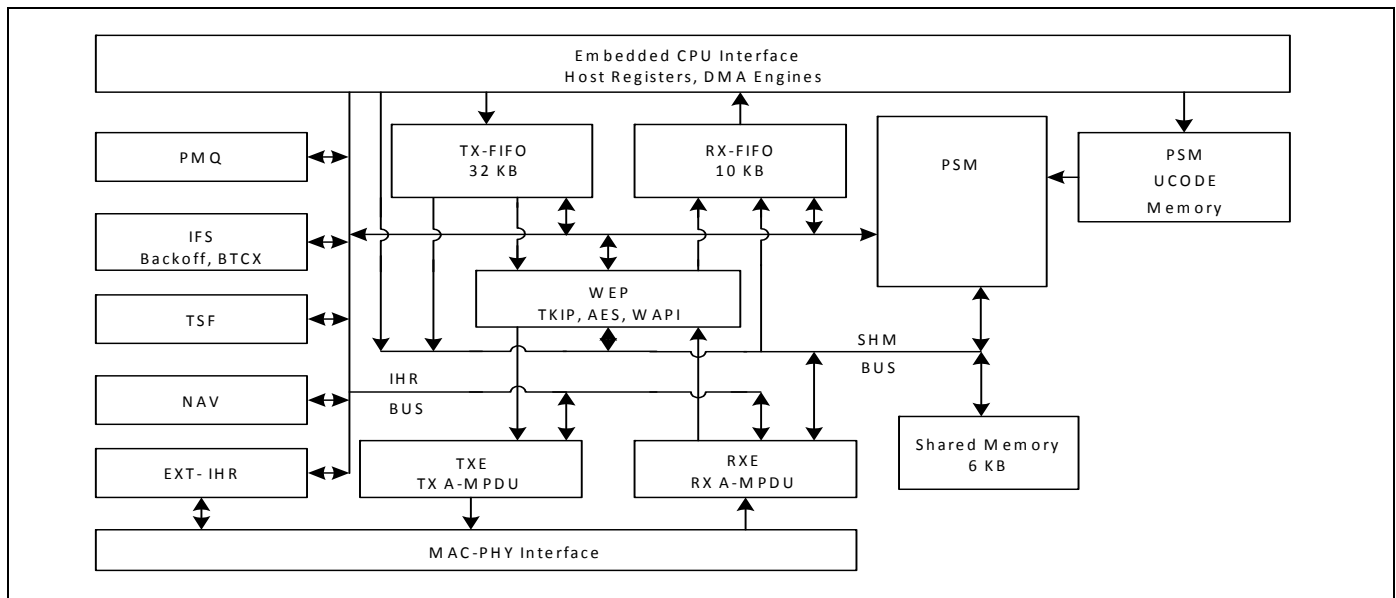 Embedded CPU Interface
Host Registers, DMA Engines
PMQ
TX-FIFO
32 KB
RX-FIFO
10 KB
PSM
PSM
UCODE
Memory
IFS
Backoff, BTCX
WEP
TKIP, AES, WAPI
TSF
SHM
BUS
IHR
BUS
NAV
Shared Memory
6 KB
EXT- IHR
TXE
TX A-MPDU
RXE
RX A-MPDU
MAC-PHY Interface